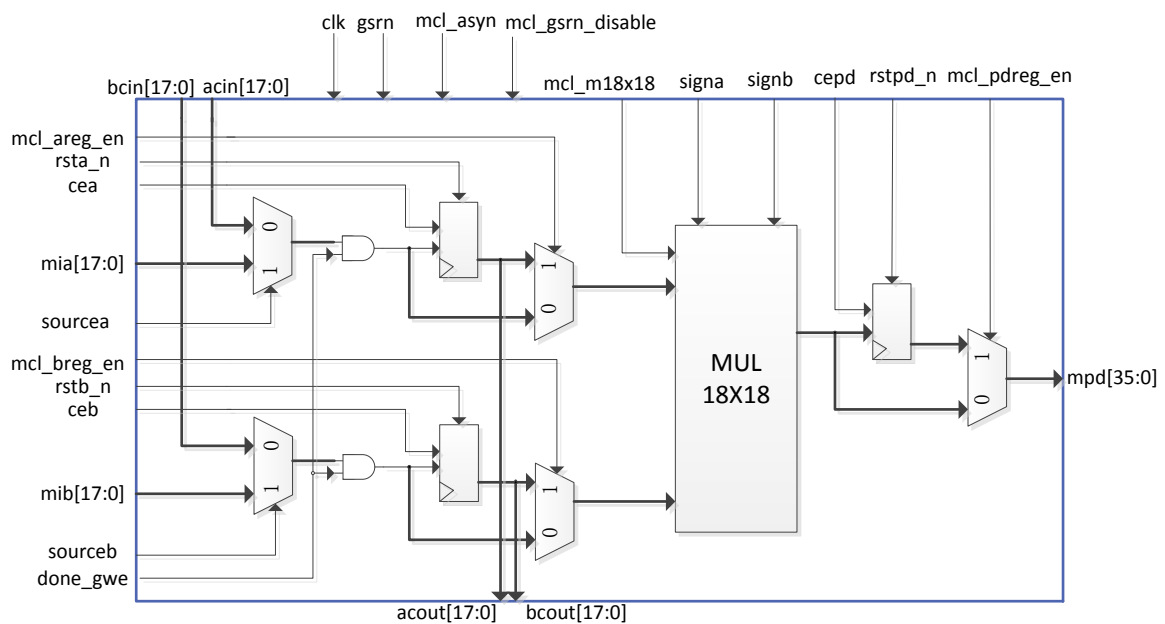 clk gsrn mcl_asyn mcl_gsrn_disable
bcin[17:0] acin[17:0] mcl_m18x18 signa signb cepd rstpd_n mcl_pdreg_en
mcl_areg_en
rsta_n
cea
0
mia[17:0]
1
1
0
sourcea
mcl_breg_en
rstb_n
ceb
MUL
18X18
1
mpd[35:0]
0
0
mib[17:0]
1
1
0
sourceb
done_gwe
acout[17:0] bcout[17:0]